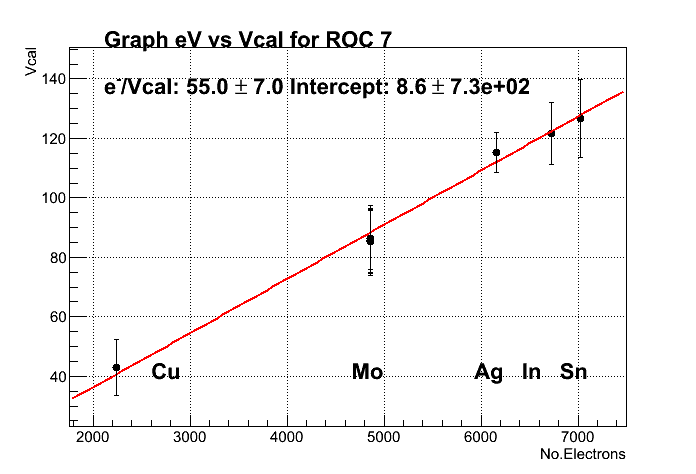 Graph eV vs Vcal for ROC 7
Vcal
e-/Vcal: 55.0 ± 7.0 Intercept: 8.6 ± 7.3e+02
140
120
100
80
60
40
Cu Mo Ag In Sn
2000 3000 4000 5000 6000 7000
No.Electrons